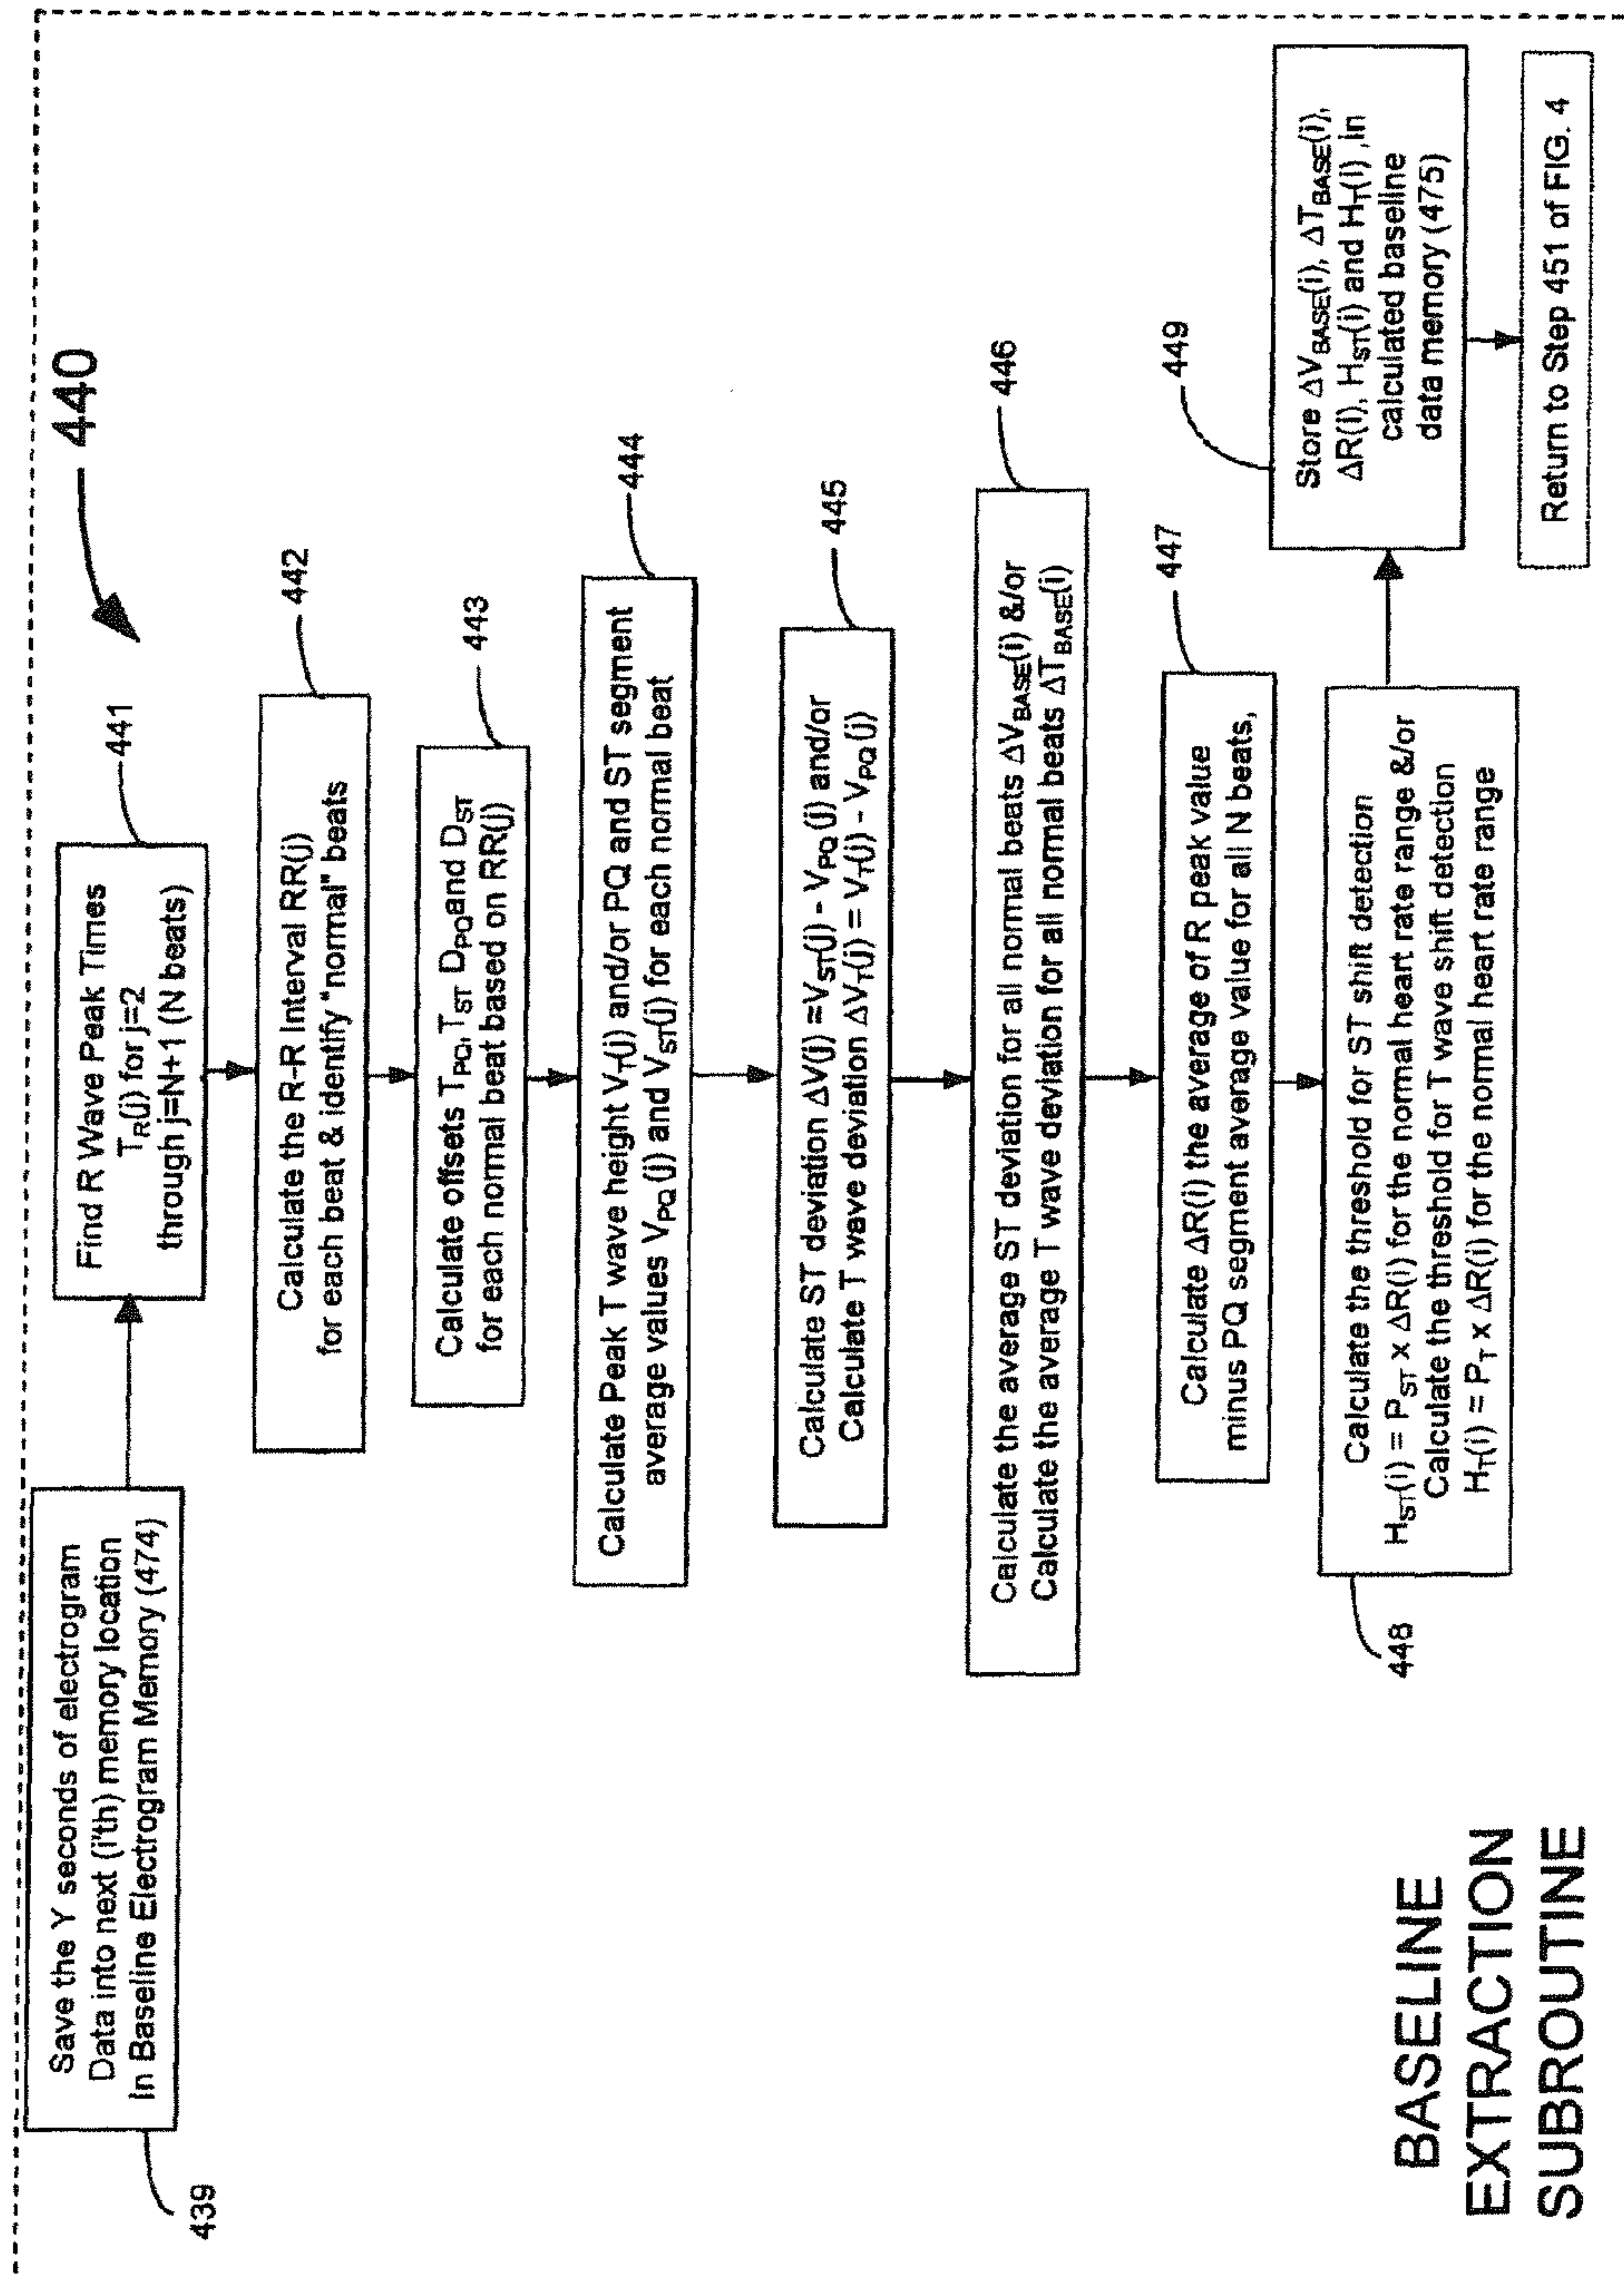 440
Save the Y seconds of electrogram
Data into next (i'th) memory location
In Baseline Electrogram Memory (474)
439
Find R Wave Peak Times
T_R(j) for j=2
through j=N+1 (N beats)
441
Calculate the R-R Interval RR(j)
for each beat & identify "normal" beats
442
Calculate offsets T_PQ, T_ST D_PQ and D_ST
for each normal beat based on RR(j)
443
Calculate Peak T wave height V_T(j) and/or PQ and ST segment
average values V_PQ(j) and V_ST(j) for each normal beat
444
Calculate ST deviation ΔV(j) =V_ST(j) - V_PQ(j) and/or
Calculate T wave deviation ΔV_T(j) = V_T(j) - V_PQ(j)
445
Calculate the average ST deviation for all normal beats ΔV_BASE(i) &/or
Calculate the average T wave deviation for all normal beats ΔT_BASE(i)
446
Calculate ΔR(i) the average of R peak value
minus PQ segment average value for all N beats,
447
Calculate the threshold for ST shift detection
H_ST(i) = P_ST x ΔR(i) for the normal heart rate range &/or
Calculate the threshold for T wave shift detection
H_T(i) = P_T x ΔR(i) for the normal heart rate range
448
Store ΔV_BASE(i), ΔT_BASE(i),
ΔR(i), H_ST(i) and H_T(i) ,in
calculated baseline
data memory (475)
449
Return to Step 451 of FIG. 4
BASELINE
EXTRACTION
SUBROUTINE